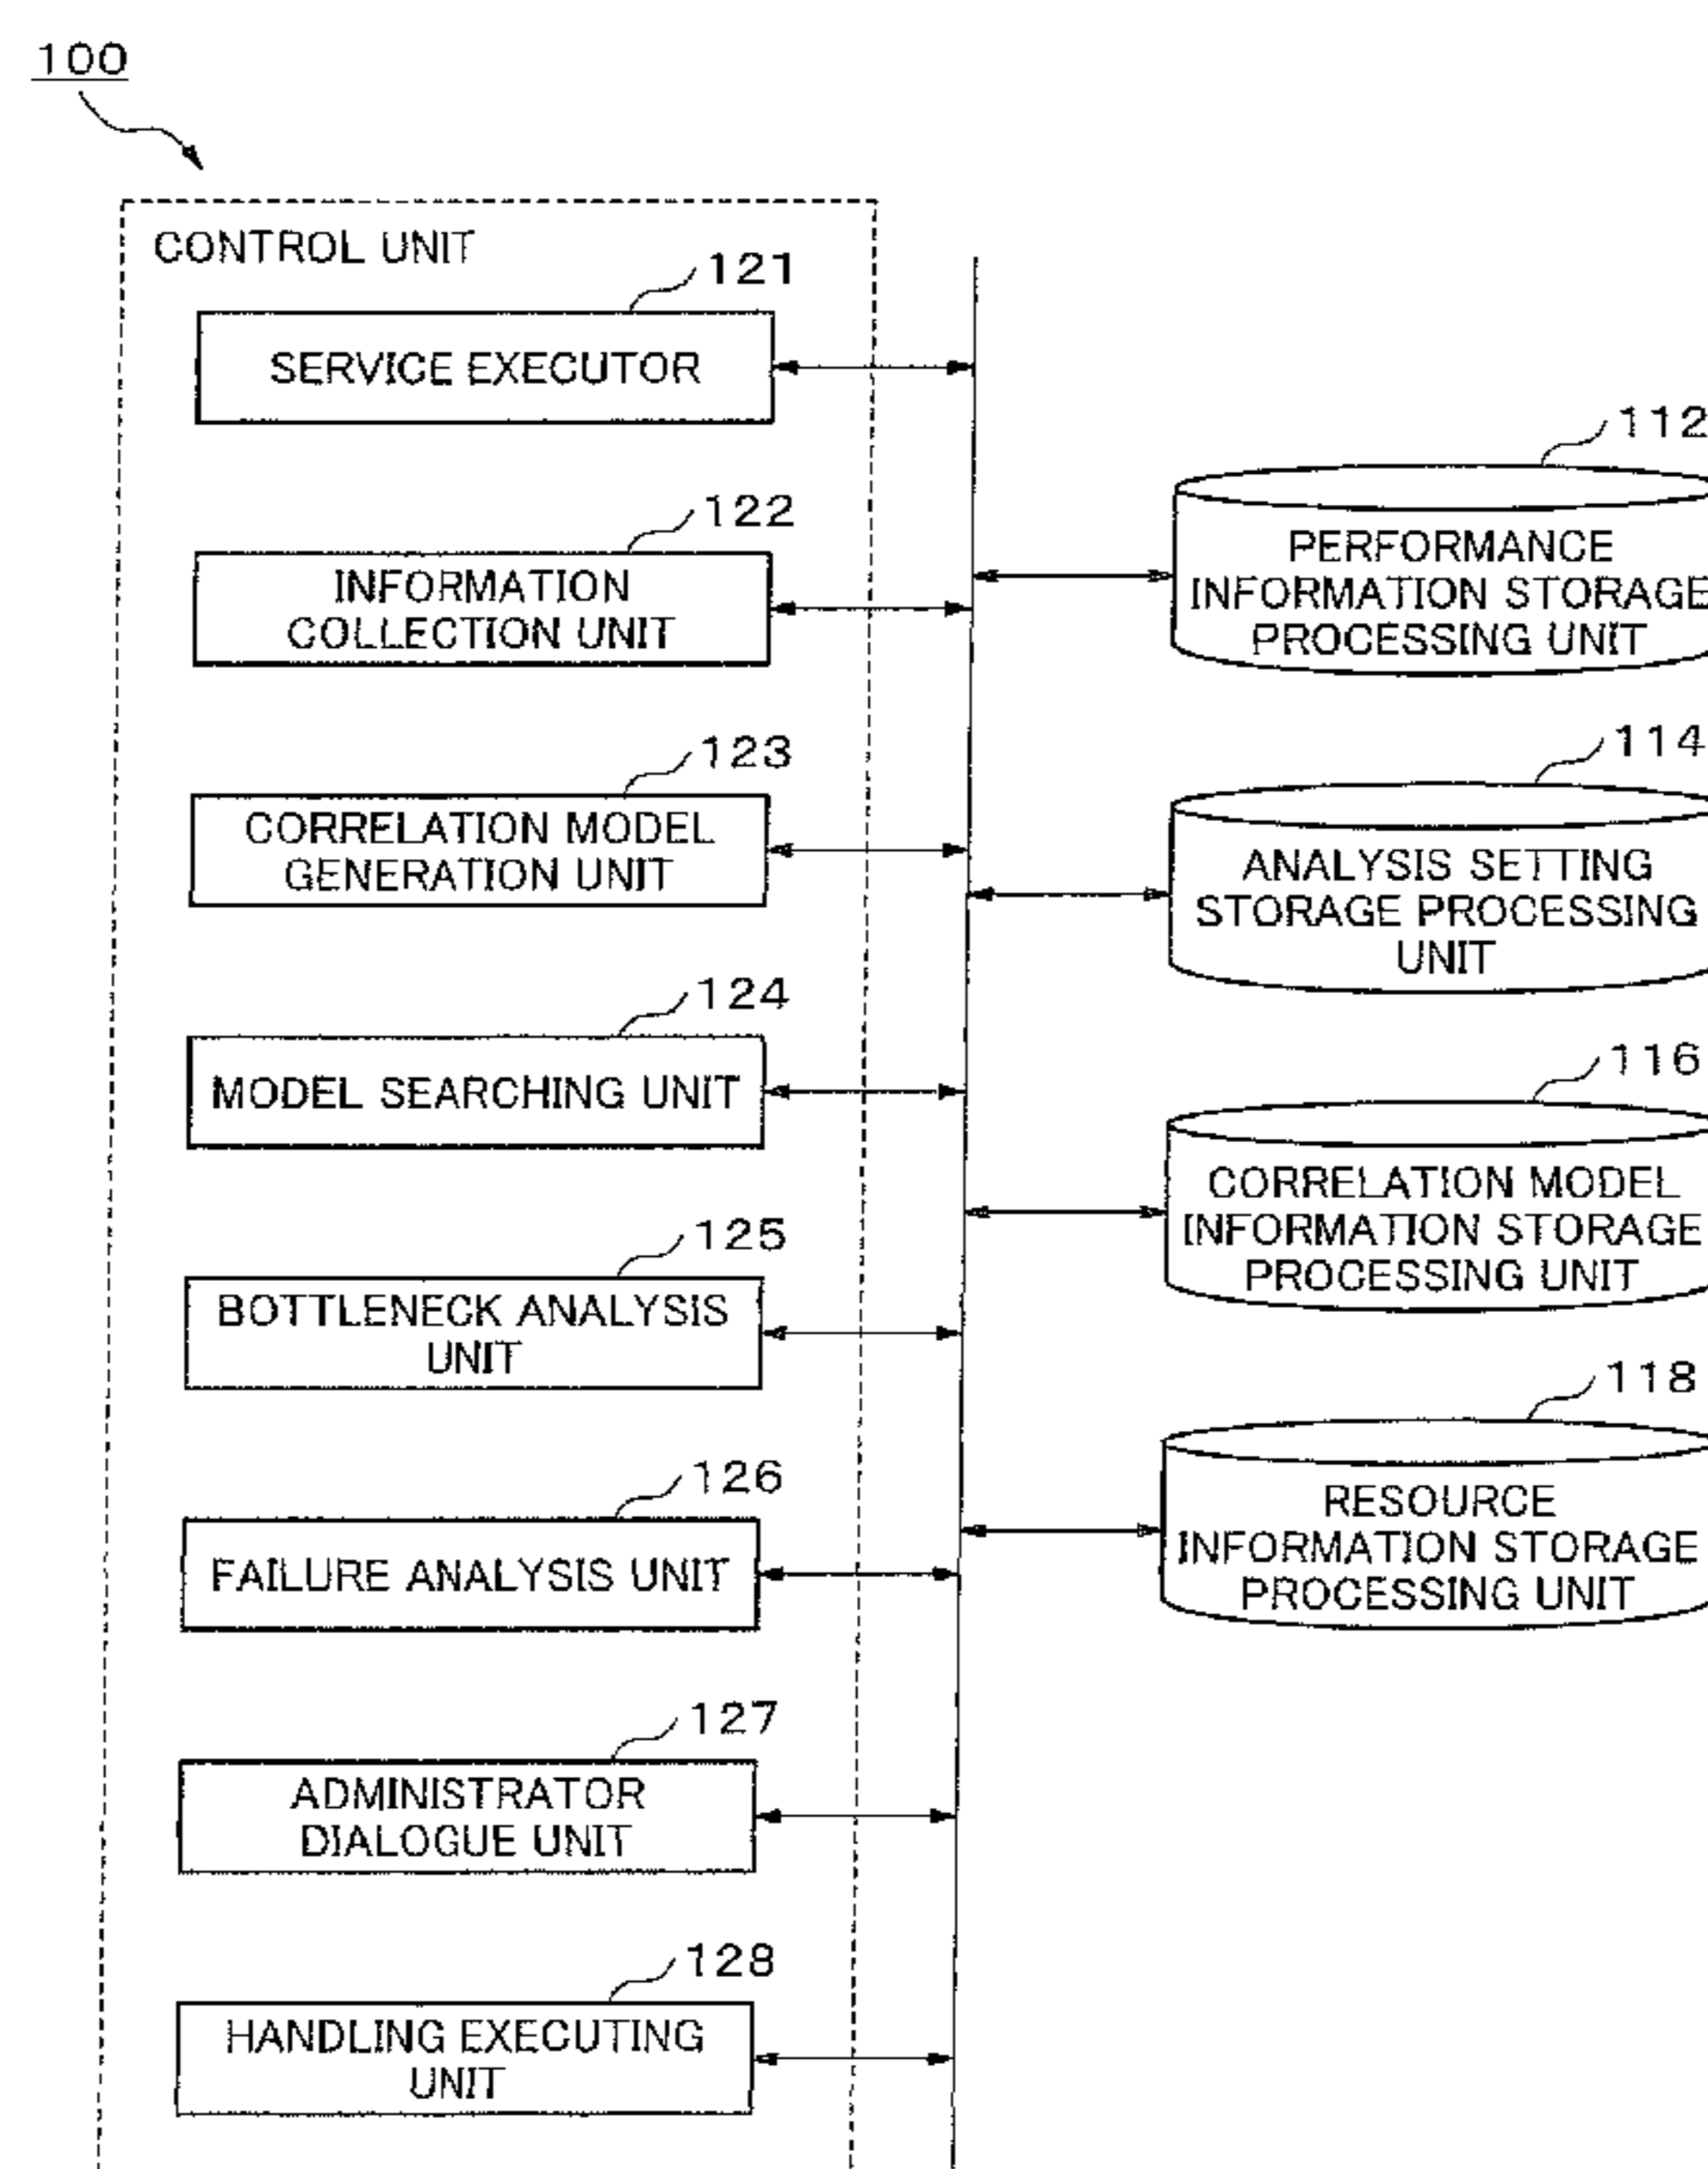 100
CONTROL UNIT
121
SERVICE EXECUTOR
122
INFORMATION
COLLECTION UNIT
123
CORRELATION MODEL
GENERATION UNIT
124
MODEL SEARCHING UNIT
125
BOTTLENECK ANALYSIS
UNIT
126
FAILURE ANALYSIS UNIT
127
ADMINISTRATOR
DIALOGUE UNIT
128
HANDLING EXECUTING
UNIT
112
PERFORMANCE
INFORMATION STORAGE
PROCESSING UNIT
114
ANALYSIS SETTING
STORAGE PROCESSING
UNIT
116
CORRELATION MODEL
INFORMATION STORAGE
PROCESSING UNIT
118
RESOURCE
INFORMATION STORAGE
PROCESSING UNIT